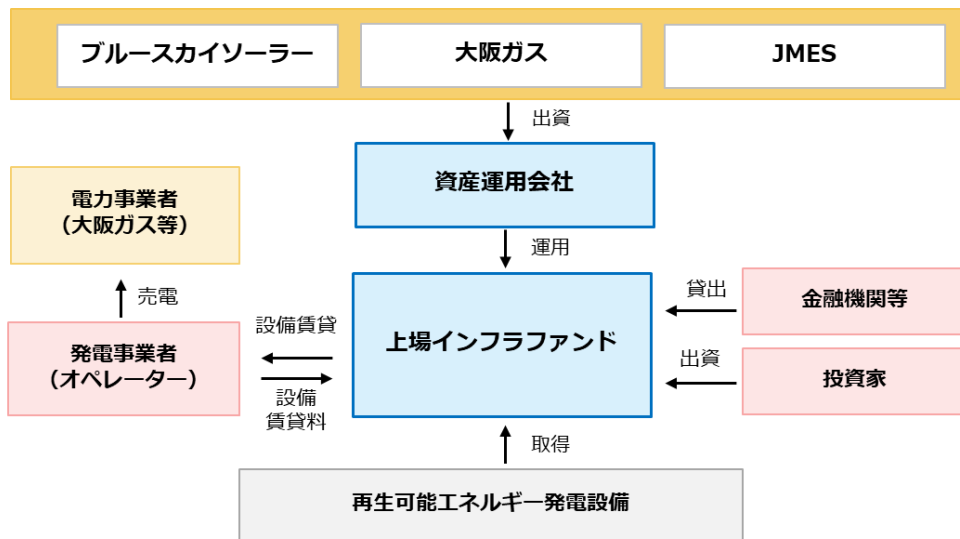 ブルースカイソーラー
大阪ガス
JMES
出資
資産運用会社
電力事業者
(大阪ガス等)
運用
売電
設備賃貸
上場インフラファンド
貸出
金融機関等
発電事業者
(オペレーター)
出資
投資家
設備
賃貸料
取得
再生可能エネルギー発電設備